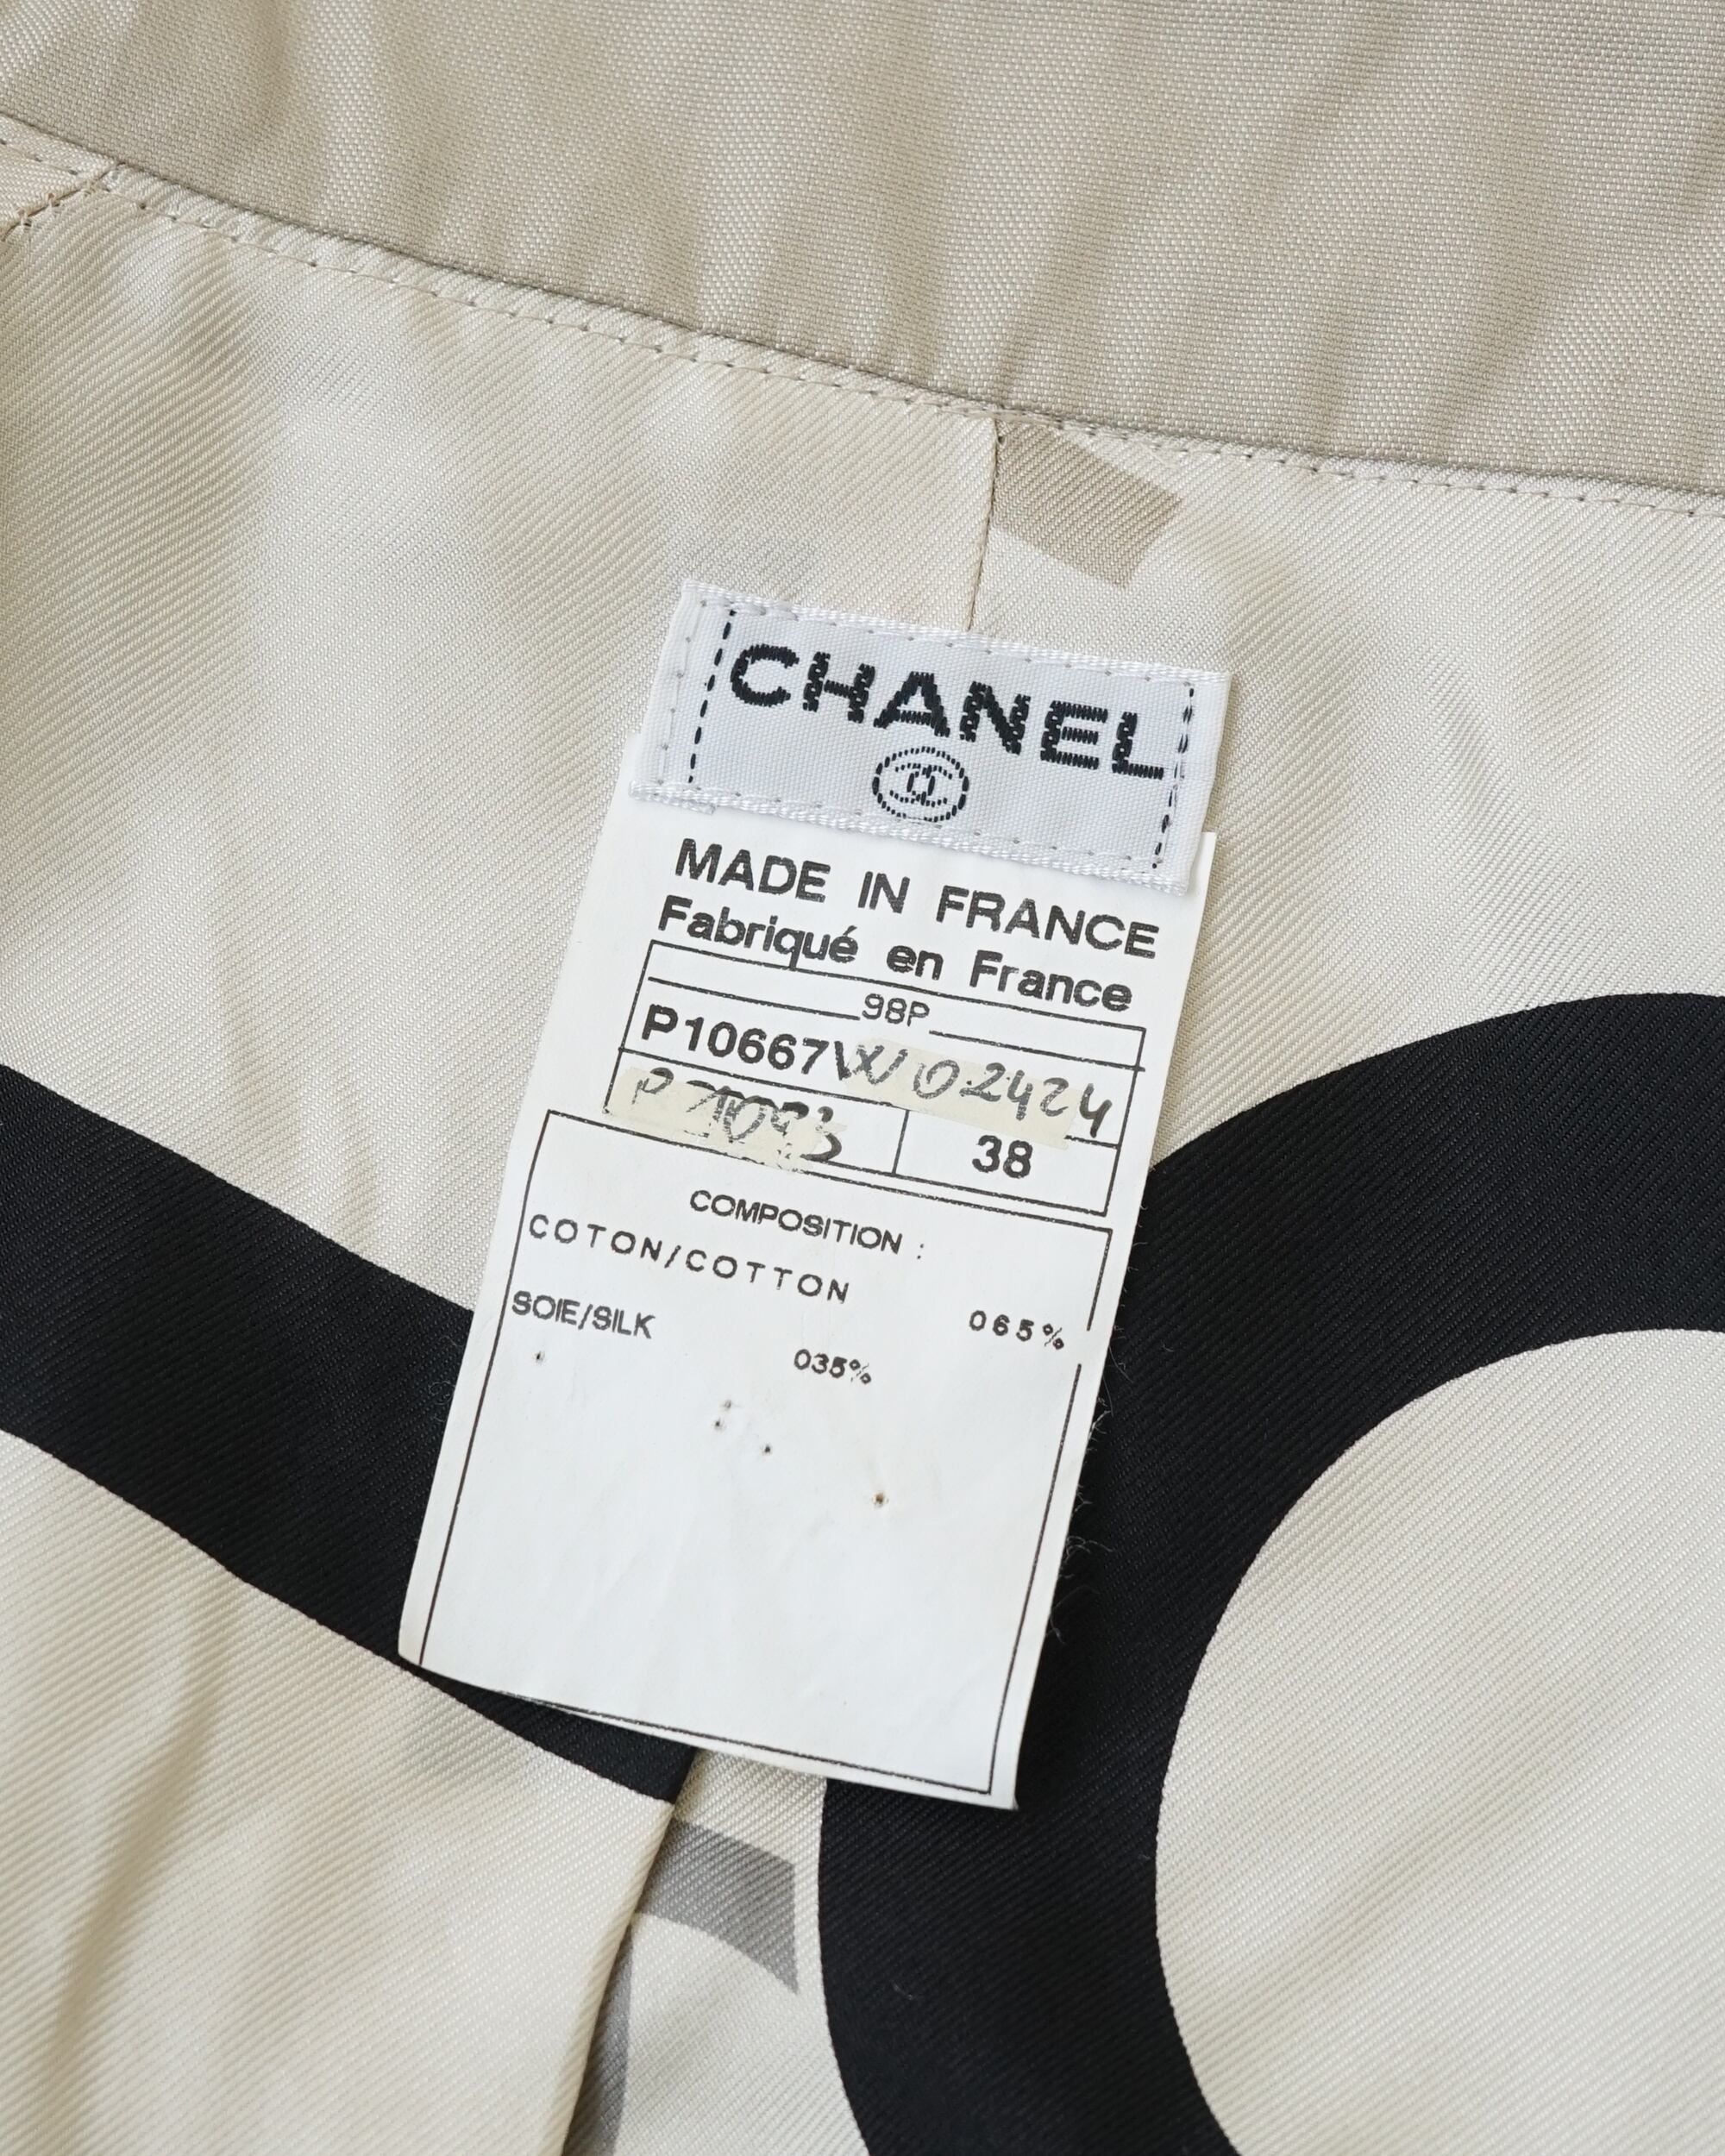 CHANEL
MADE IN FRANCE
Fabriqué en France
98P
P10667W02424
38
COMPOSITION :
COTON/COTTON
065%
SOIE/SILK
035%